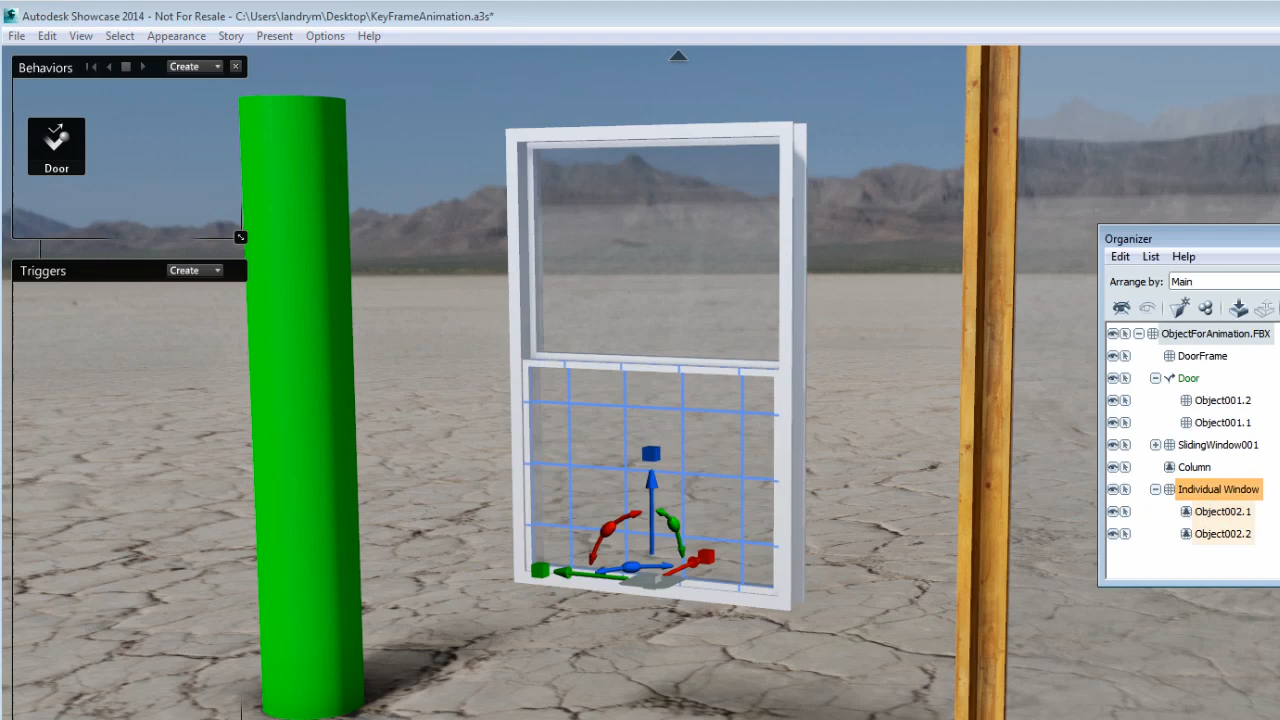 Autodesk Showcase 2014 - Not For Resale - C:\Users\landrym\Desktop\KeyFrameAnimation.a3s*
File Edit View Select Appearance Story Present Options Help
Behaviors Create
Door
Triggers Create
Organizer
Edit List Help
Arrange by: Main
ObjectForAnimation.FBX
DoorFrame
Door
Object001.2
Object001.1
SlidingWindow001
Column
Individual Window
Object002.1
Object002.2